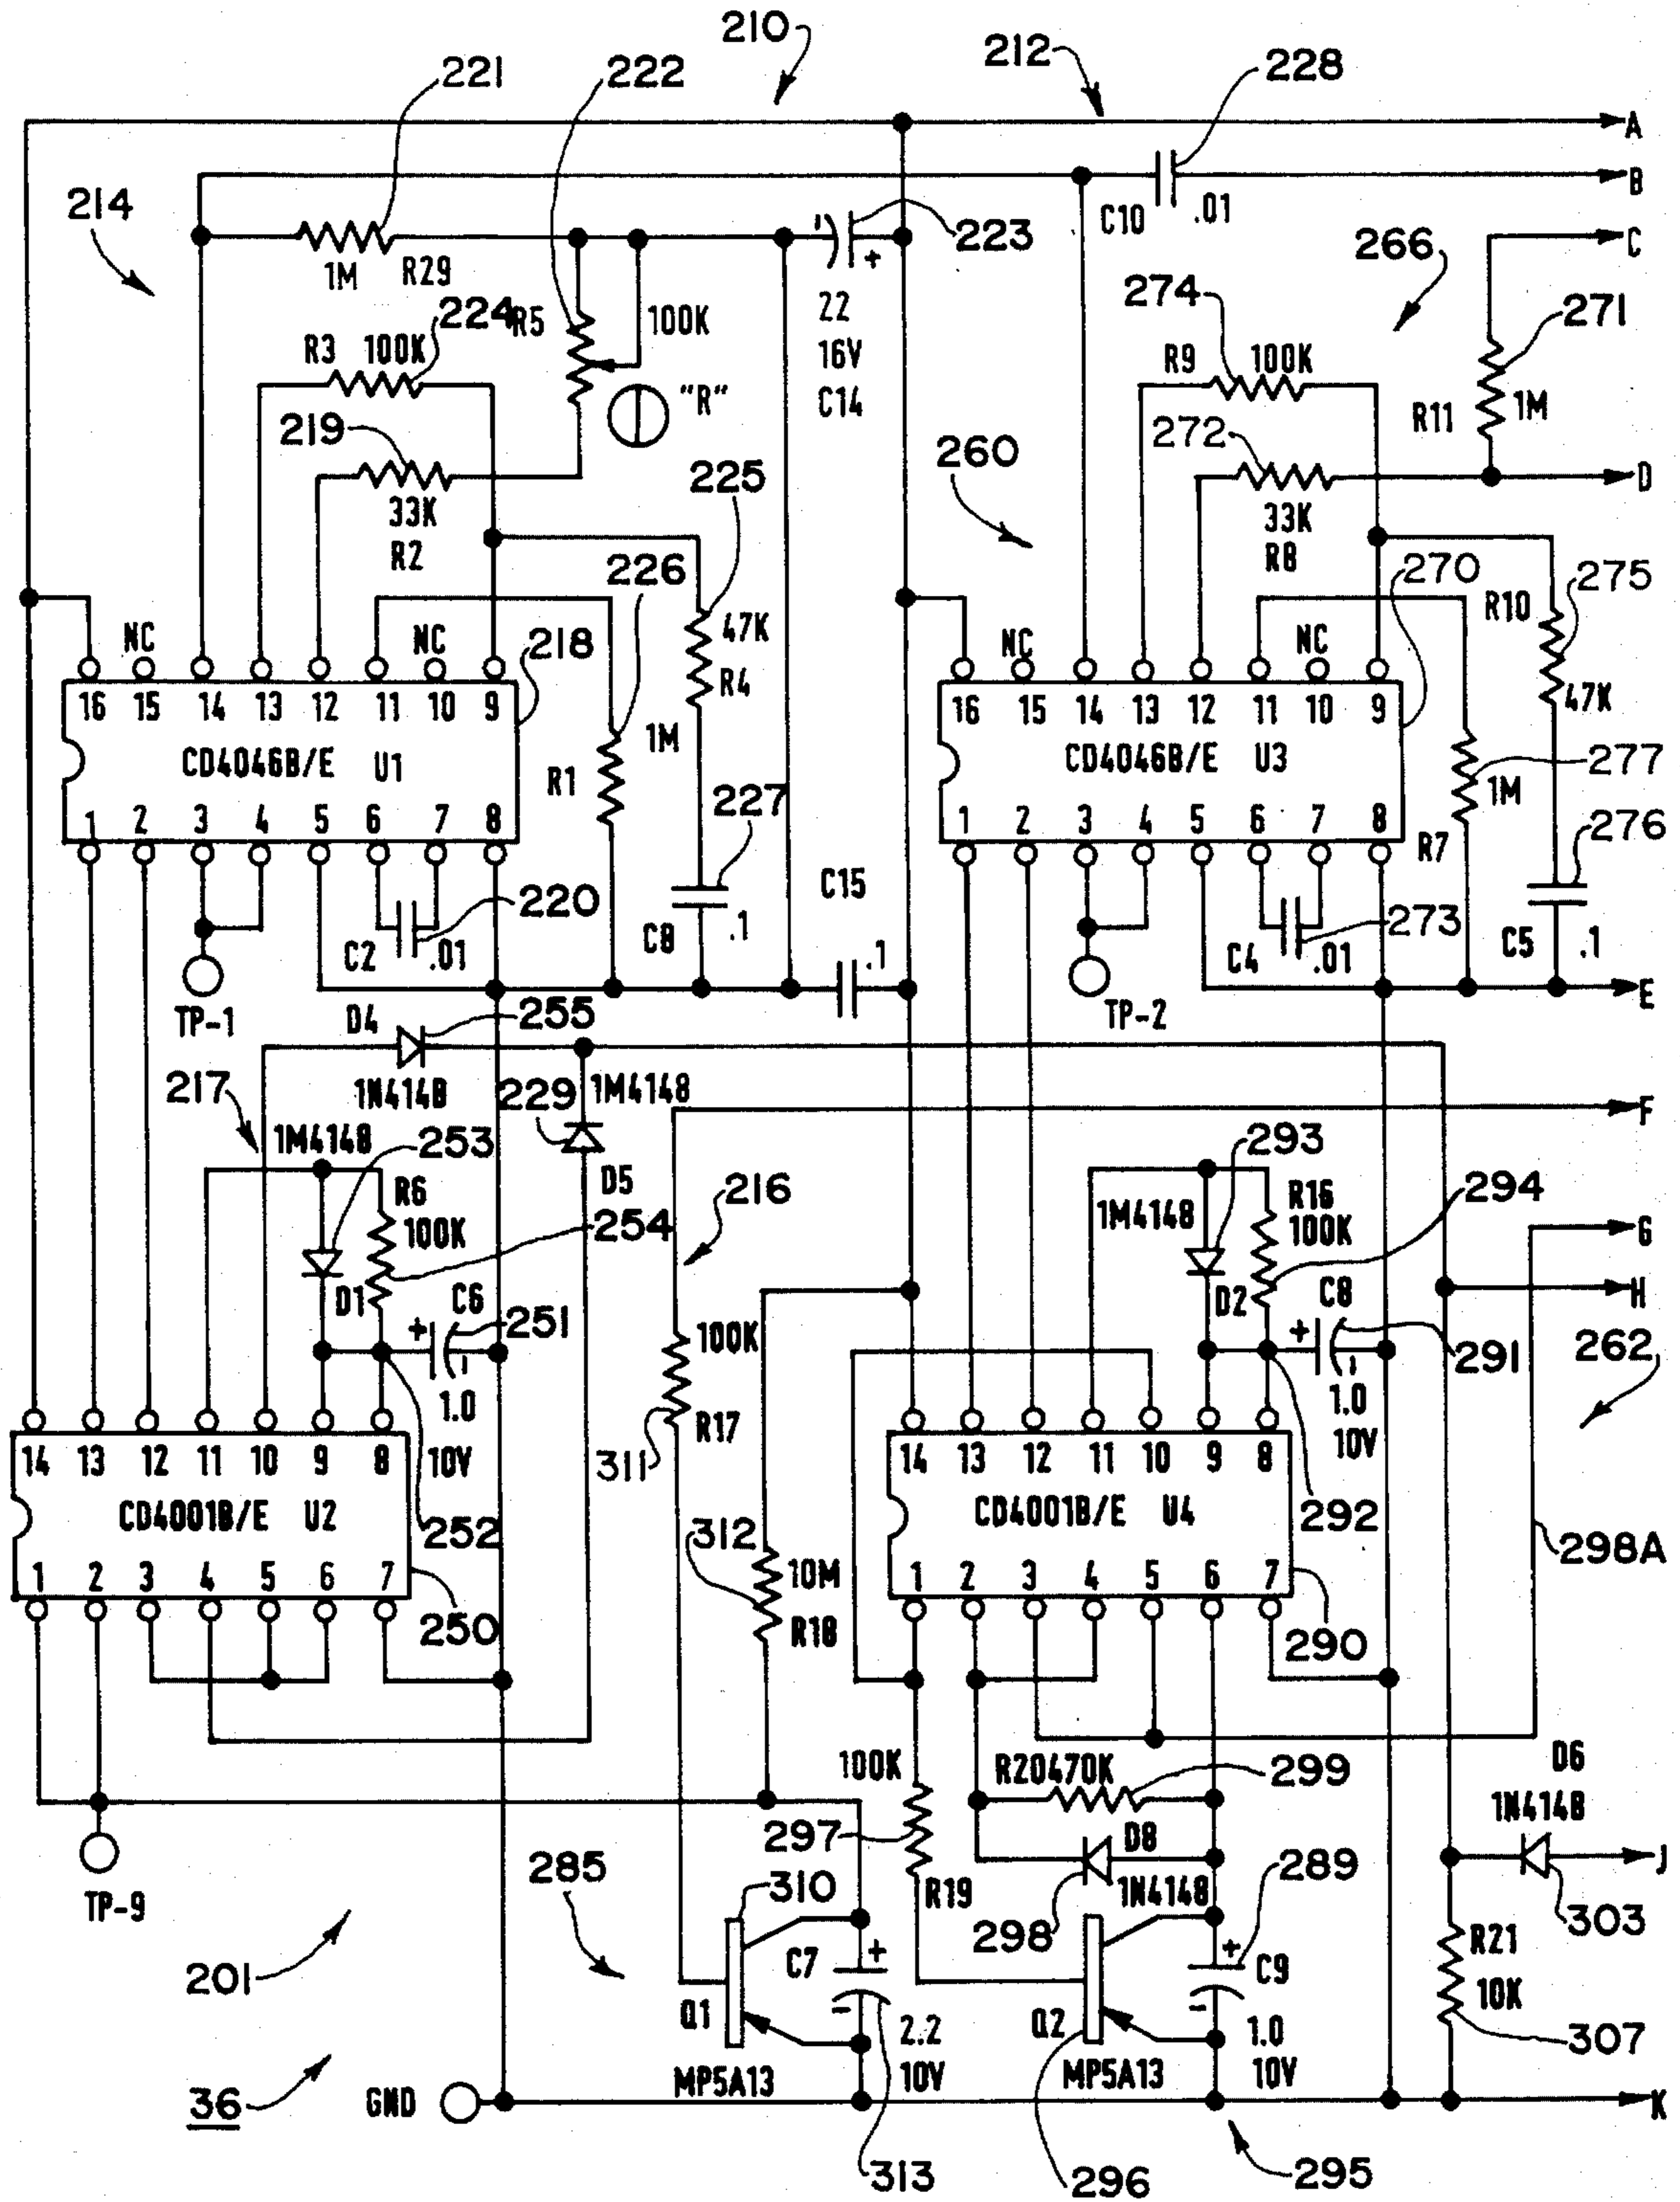 210
212
228
221
222
A
B
214
C10
.01
223
C
1M
R29
266
+
22
16V
C14
274
271
224
R5
100K
R3
100K
"R"
R9
100K
R11
1M
219
272
260
225
D
33K
R2
33K
R8
226
270
275
47K
R4
R10
NC
NC
218
NC
NC
47K
16
15
14
13
12
11
10
9
1M
16
15
14
13
12
11
10
9
CD4046B/E
U1
R1
CD4046B/E
U3
277
1M
227
1
2
3
4
5
6
7
8
1
2
3
4
5
6
7
8
R7
276
C15
220
C2
.01
C8
.1
.1
273
C4
.01
C5
.1
E
TP-1
D4
255
TP-2
217
1N414B
229
1M4148
F
1M414B
253
D5
216
293
R6
100K
254
R16
294
1M4148
100K
G
D1
C6
+
251
D2
C8
+
H
100K
291
262
1.0
10V
R17
1.0
10V
311
14
13
12
11
10
9
8
14
13
12
11
10
9
8
CD4001B/E
U2
252
CD4001B/E
U4
292
312
298A
1
2
3
4
5
6
7
10M
1
2
3
4
5
6
7
250
R18
290
100K
R20470K
299
D6
1N414B
297
D8
J
TP-9
285
310
R19
1N4148
289
298
303
201
C7
+
+
C9
R21
10K
Q1
-
2.2
10V
Q2
-
1.0
10V
307
MP5A13
MP5A13
36
GND
K
313
296
295